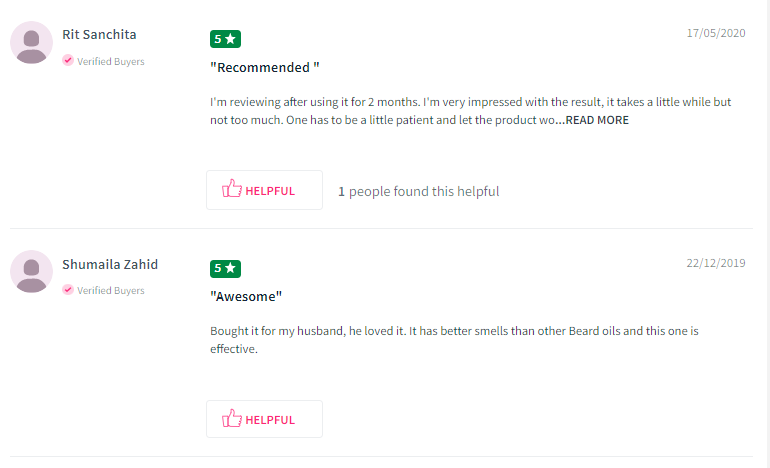 Rit Sanchita
Verified Buyers
5 ★
17/05/2020
"Recommended "
I'm reviewing after using it for 2 months. I'm very impressed with the result, it takes a little while but
not too much. One has to be a little patient and let the product wo...READ MORE
HELPFUL
1 people found this helpful
Shumaila Zahid
Verified Buyers
5 ★
22/12/2019
"Awesome"
Bought it for my husband, he loved it. It has better smells than other Beard oils and this one is
effective.
HELPFUL